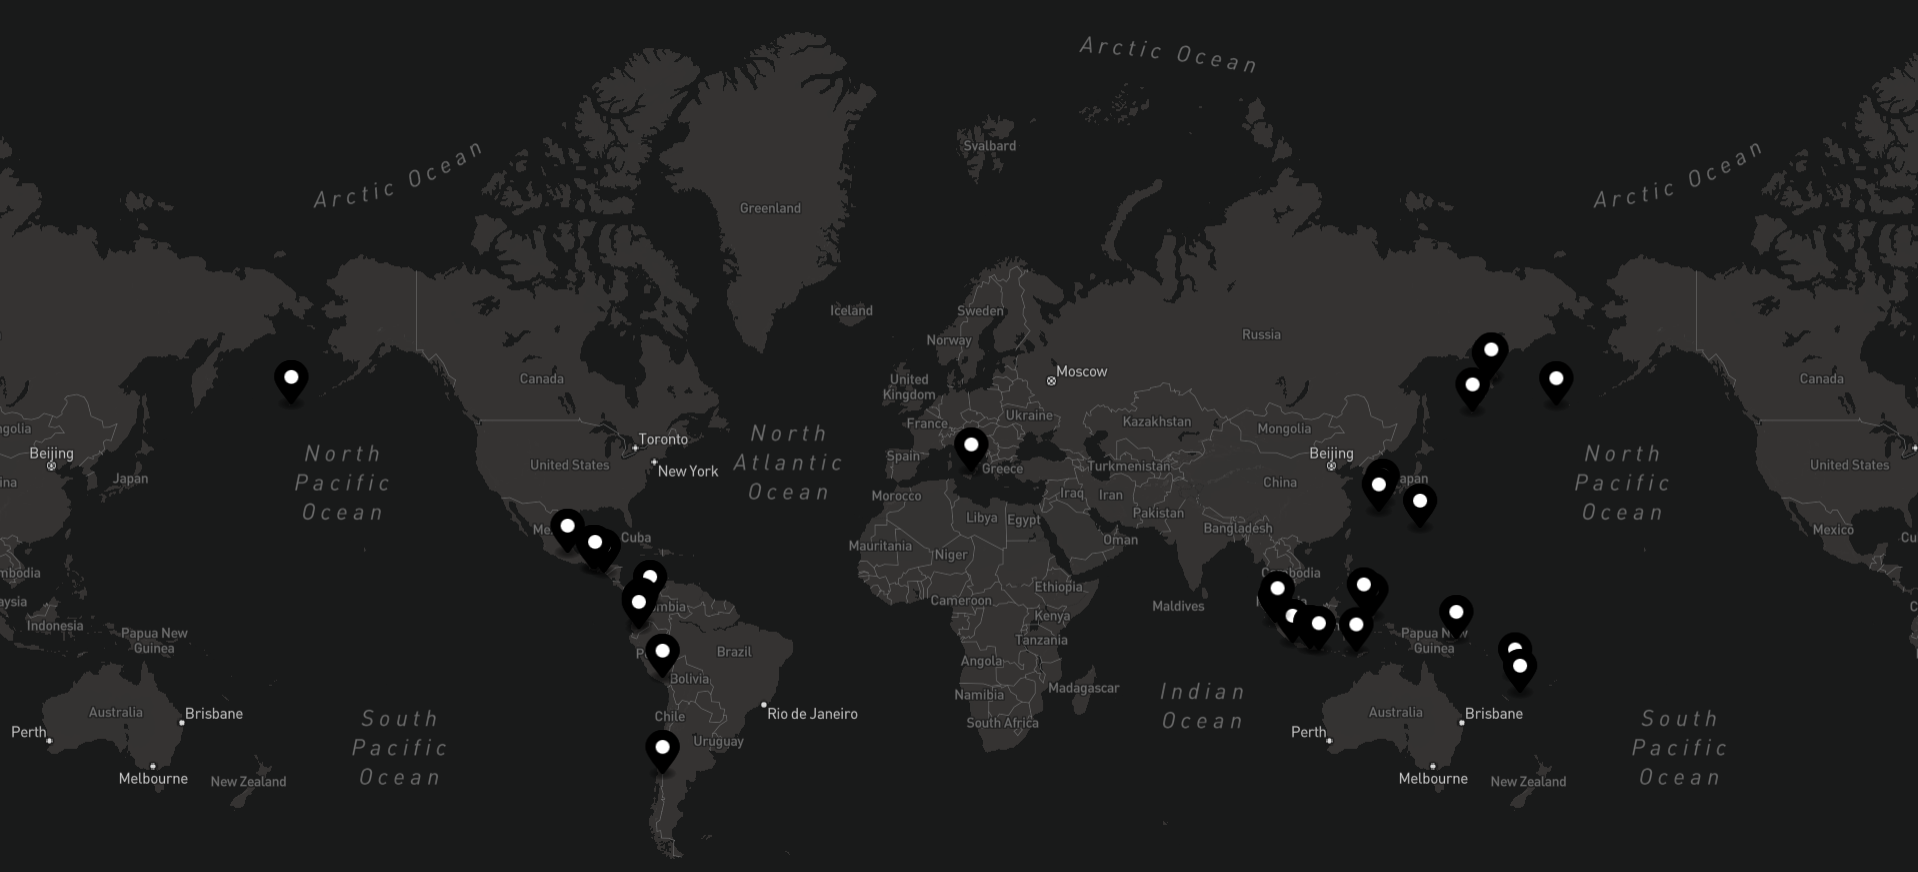 Arctic Ocean
Arctic Ocean
Arctic Ocean
Svalbard
Greenland
Iceland
Sweden
Norway
Russia
Moscow
Canada
Canada
United
Kingdom
Ukraine
France
Kazakhstan
Mongolia
Toronto
New York
North
Atlantic
Ocean
North
Pacific
Ocean
North
Pacific
Ocean
Beijing
Beijing
Japan
United States
United States
Spain
Greece
Turkmenistan
China
Morocco
Iraq
Iran
Pakistan
Libya
Egypt
Bangladesh
Mexico
Cuba
Oman
Mauritania
Niger
Ethiopia
Cameroon
Maldives
Kenya
Tanzania
Indonesia
Papua New
Guinea
Guinea
Brazil
Bolivia
Angola
Namibia
Madagascar
South Africa
Indian
Ocean
Australia
Australia
Brisbane
Brisbane
Perth
Perth
Melbourne
Melbourne
New Zealand
New Zealand
Chile
Rio de Janeiro
Uruguay
South
Pacific
Ocean
South
Pacific
Ocean